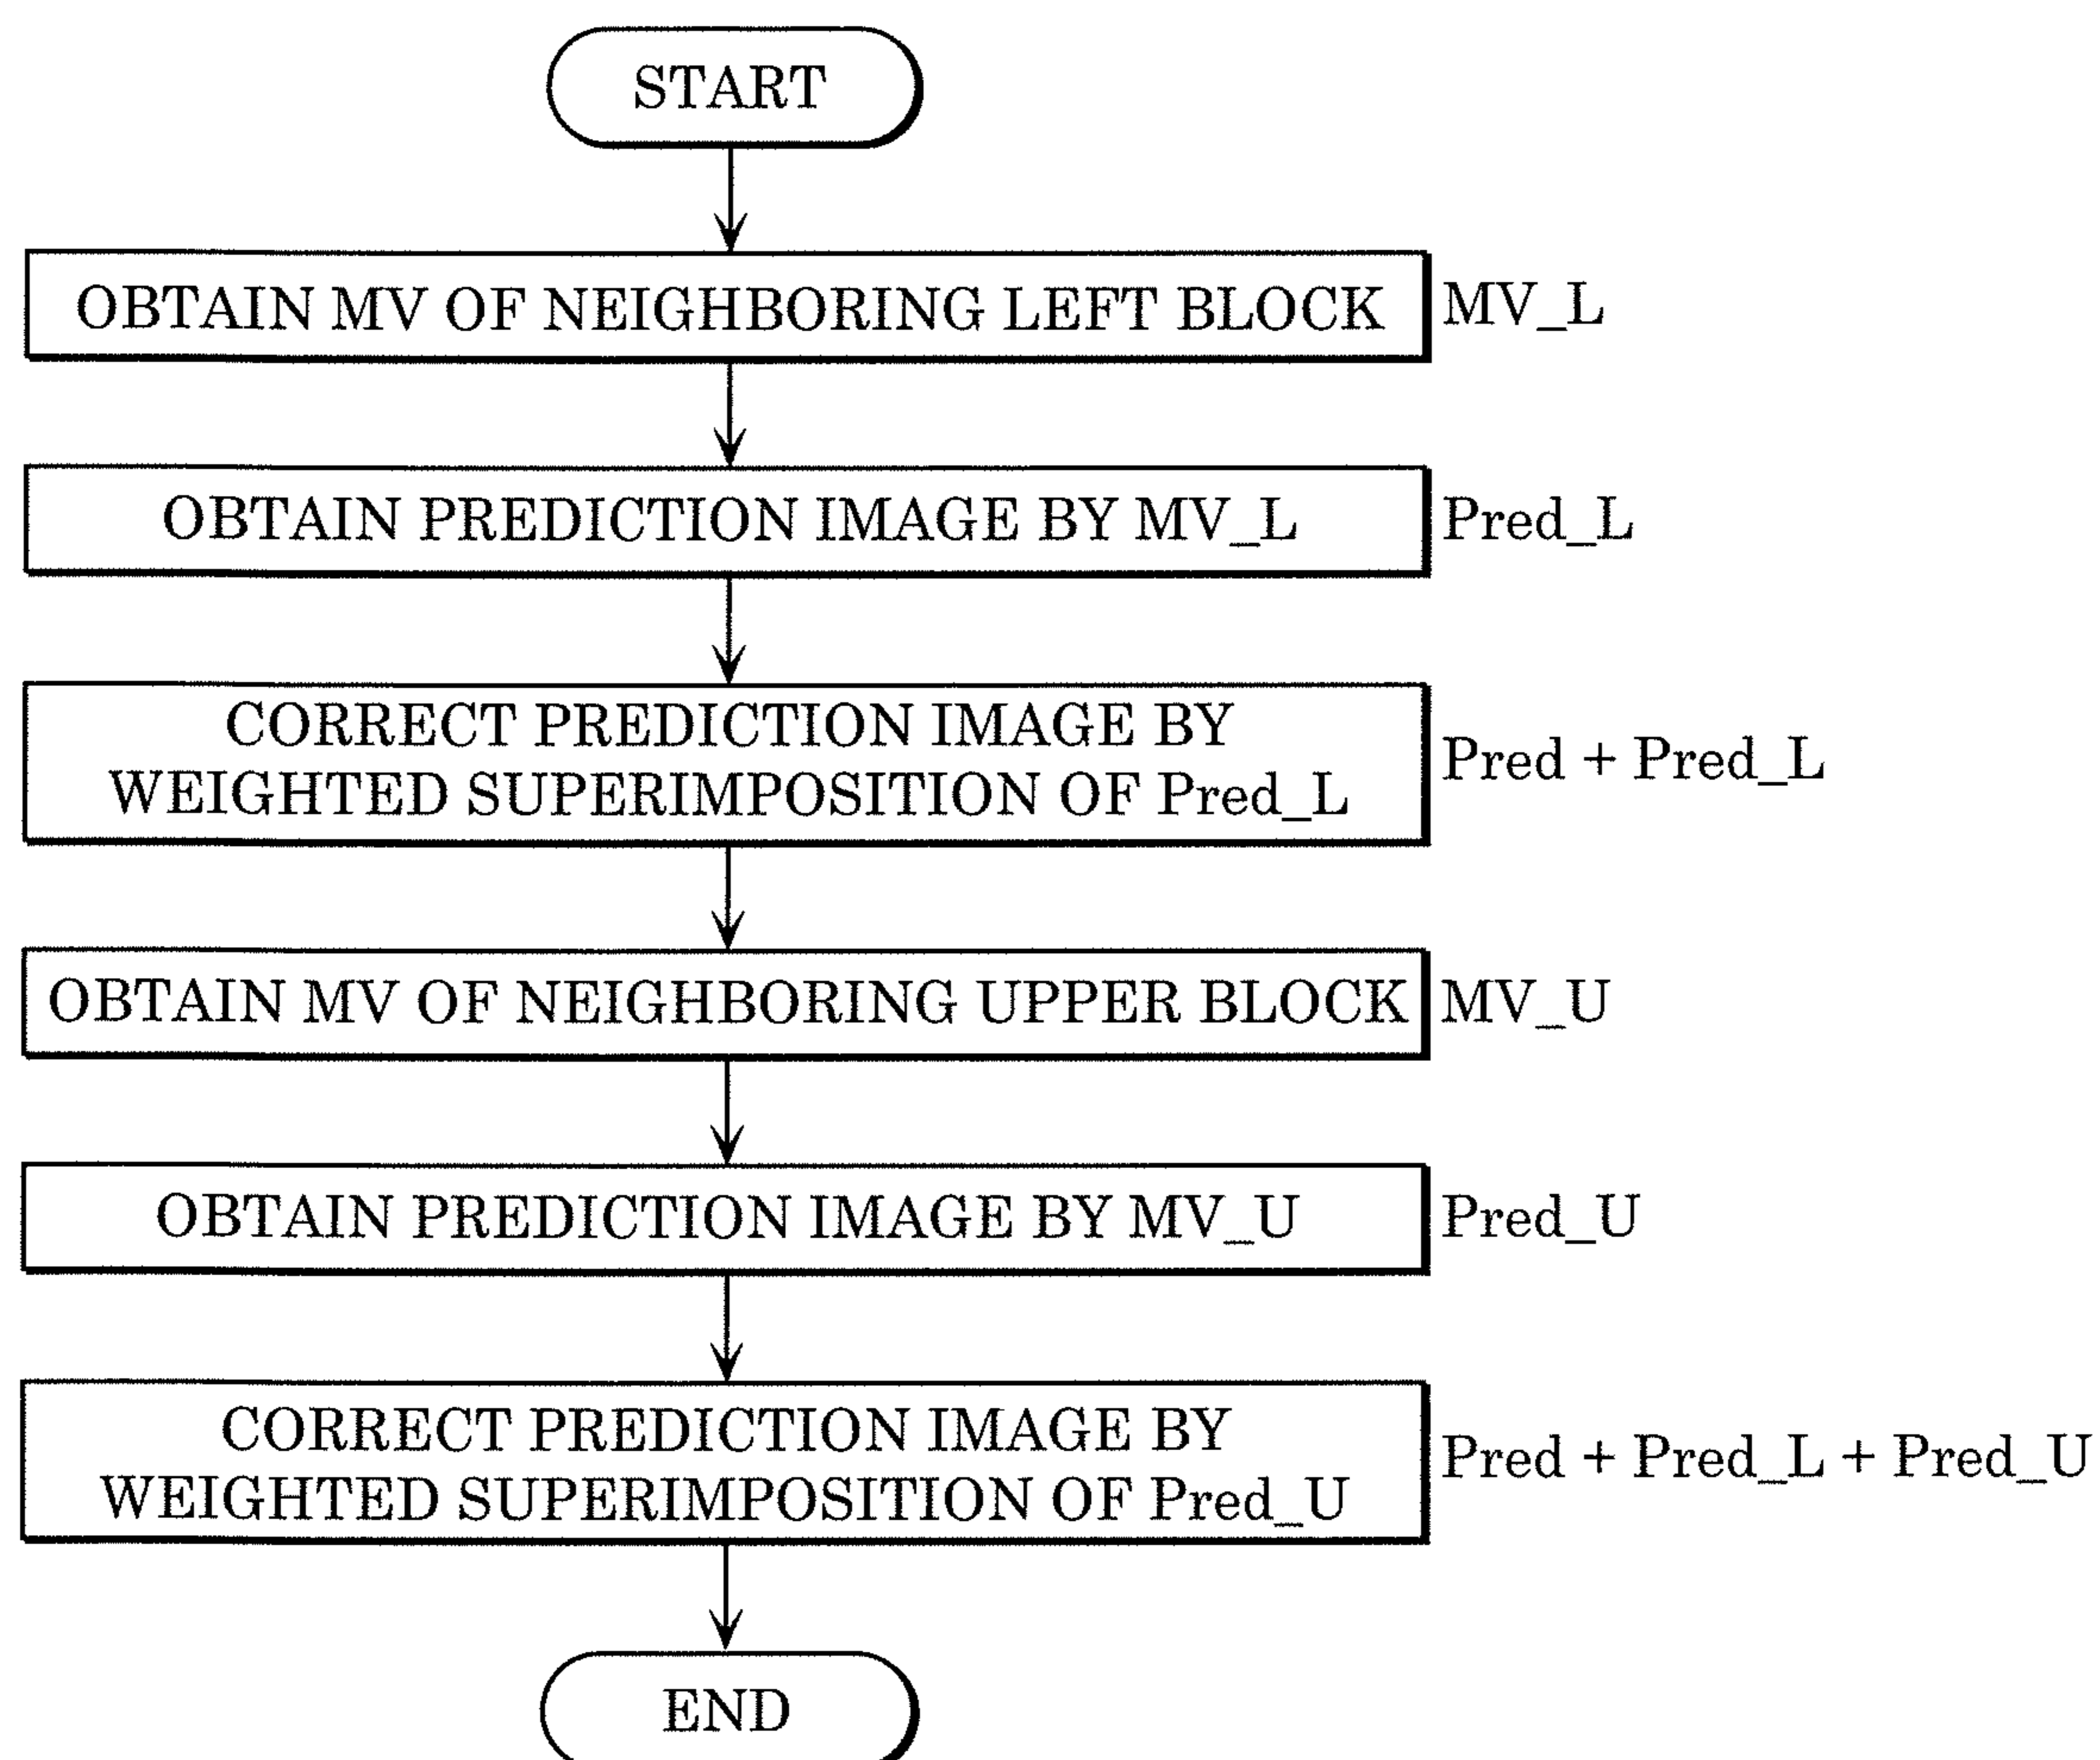 START
OBTAIN MV OF NEIGHBORING LEFT BLOCK MV_L
OBTAIN PREDICTION IMAGE BY MV_L Pred_L
CORRECT PREDICTION IMAGE BY
WEIGHTED SUPERIMPOSITION OF Pred_L
Pred + Pred_L
OBTAIN MV OF NEIGHBORING UPPER BLOCK MV_U
OBTAIN PREDICTION IMAGE BY MV_U Pred_U
CORRECT PREDICTION IMAGE BY
WEIGHTED SUPERIMPOSITION OF Pred_U
Pred + Pred_L + Pred_U
END